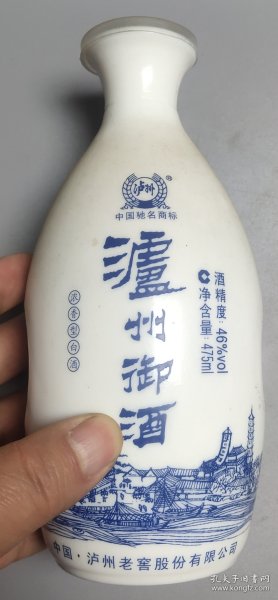 泸州
中国驰名商标
瀘州御酒
浓香型白酒
酒精度：46%vol
净含量：475ml
中国·泸州老窖股份有限公司
孔夫子旧书网